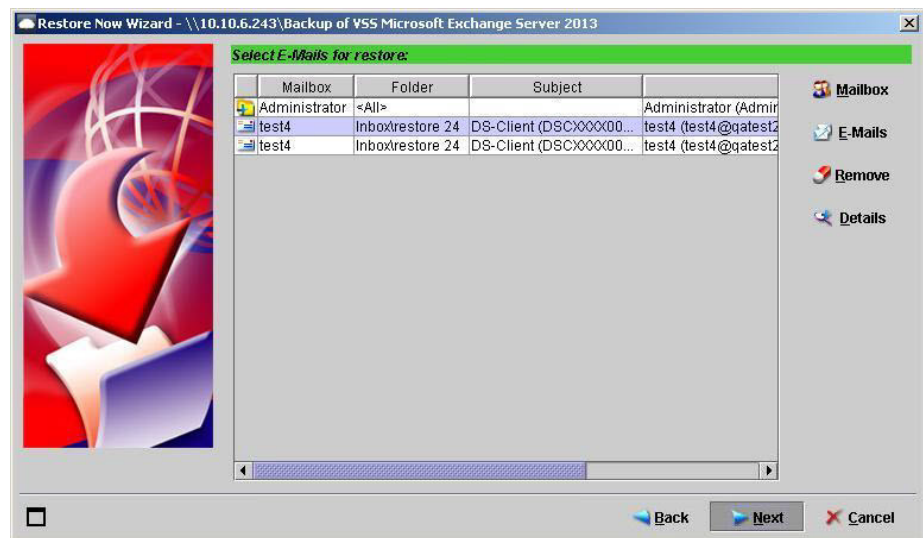 Restore Now Wizard - \\10.10.6.243\Backup of VSS Microsoft Exchange Server 2013
Select E-Mails for restore:
Mailbox Folder Subject
Administrator <All> Administrator (Admir
test4 Inbox\restore 24 DS-Client (DSCXXXX00... test4 (test4@qatest2
test4 Inbox\restore 24 DS-Client (DSCXXXX00... test4 (test4@qatest2
Mailbox
E-Mails
Remove
Details
Back Next Cancel